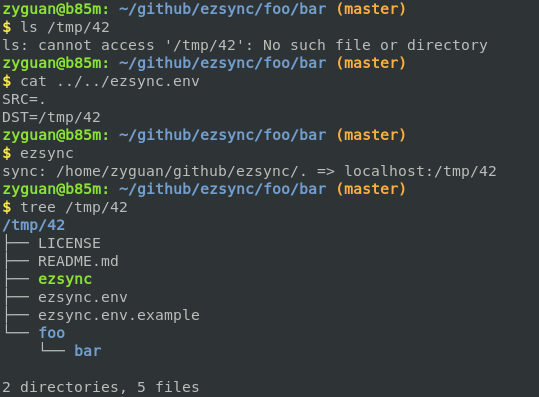 zyguan@b85m: ~/github/ezsync/foo/bar (master)
$ ls /tmp/42
ls: cannot access '/tmp/42': No such file or directory
zyguan@b85m: ~/github/ezsync/foo/bar (master)
$ cat ../../ezsync.env
SRC=.
DST=/tmp/42
zyguan@b85m: ~/github/ezsync/foo/bar (master)
$ ezsync
sync: /home/zyguan/github/ezsync/. => localhost:/tmp/42
zyguan@b85m: ~/github/ezsync/foo/bar (master)
$ tree /tmp/42
/tmp/42
├── LICENSE
├── README.md
├── ezsync
├── ezsync.env
├── ezsync.env.example
└── foo
    └── bar
2 directories, 5 files